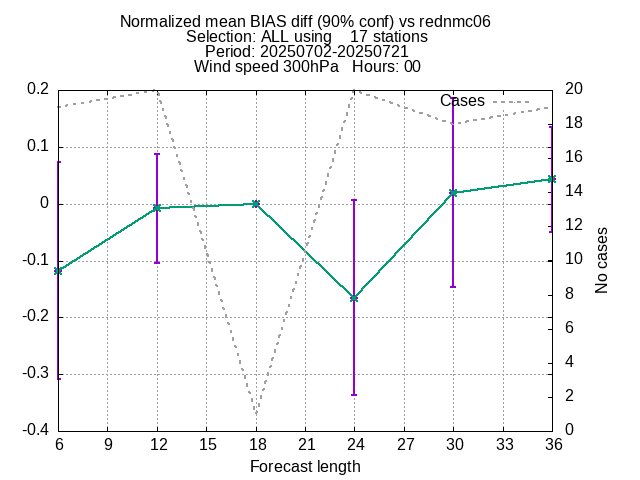 Normalized mean BIAS diff (90% conf) vs rednmc06
Selection: ALL using    17 stations
Period: 20250702-20250721
Wind speed 300hPa   Hours: 00
Cases
0.2
0.1
0
-0.1
-0.2
-0.3
-0.4
20
18
16
14
12
10
8
6
4
2
0
No cases
6 9 12 15 18 21 24 27 30 33 36
Forecast length